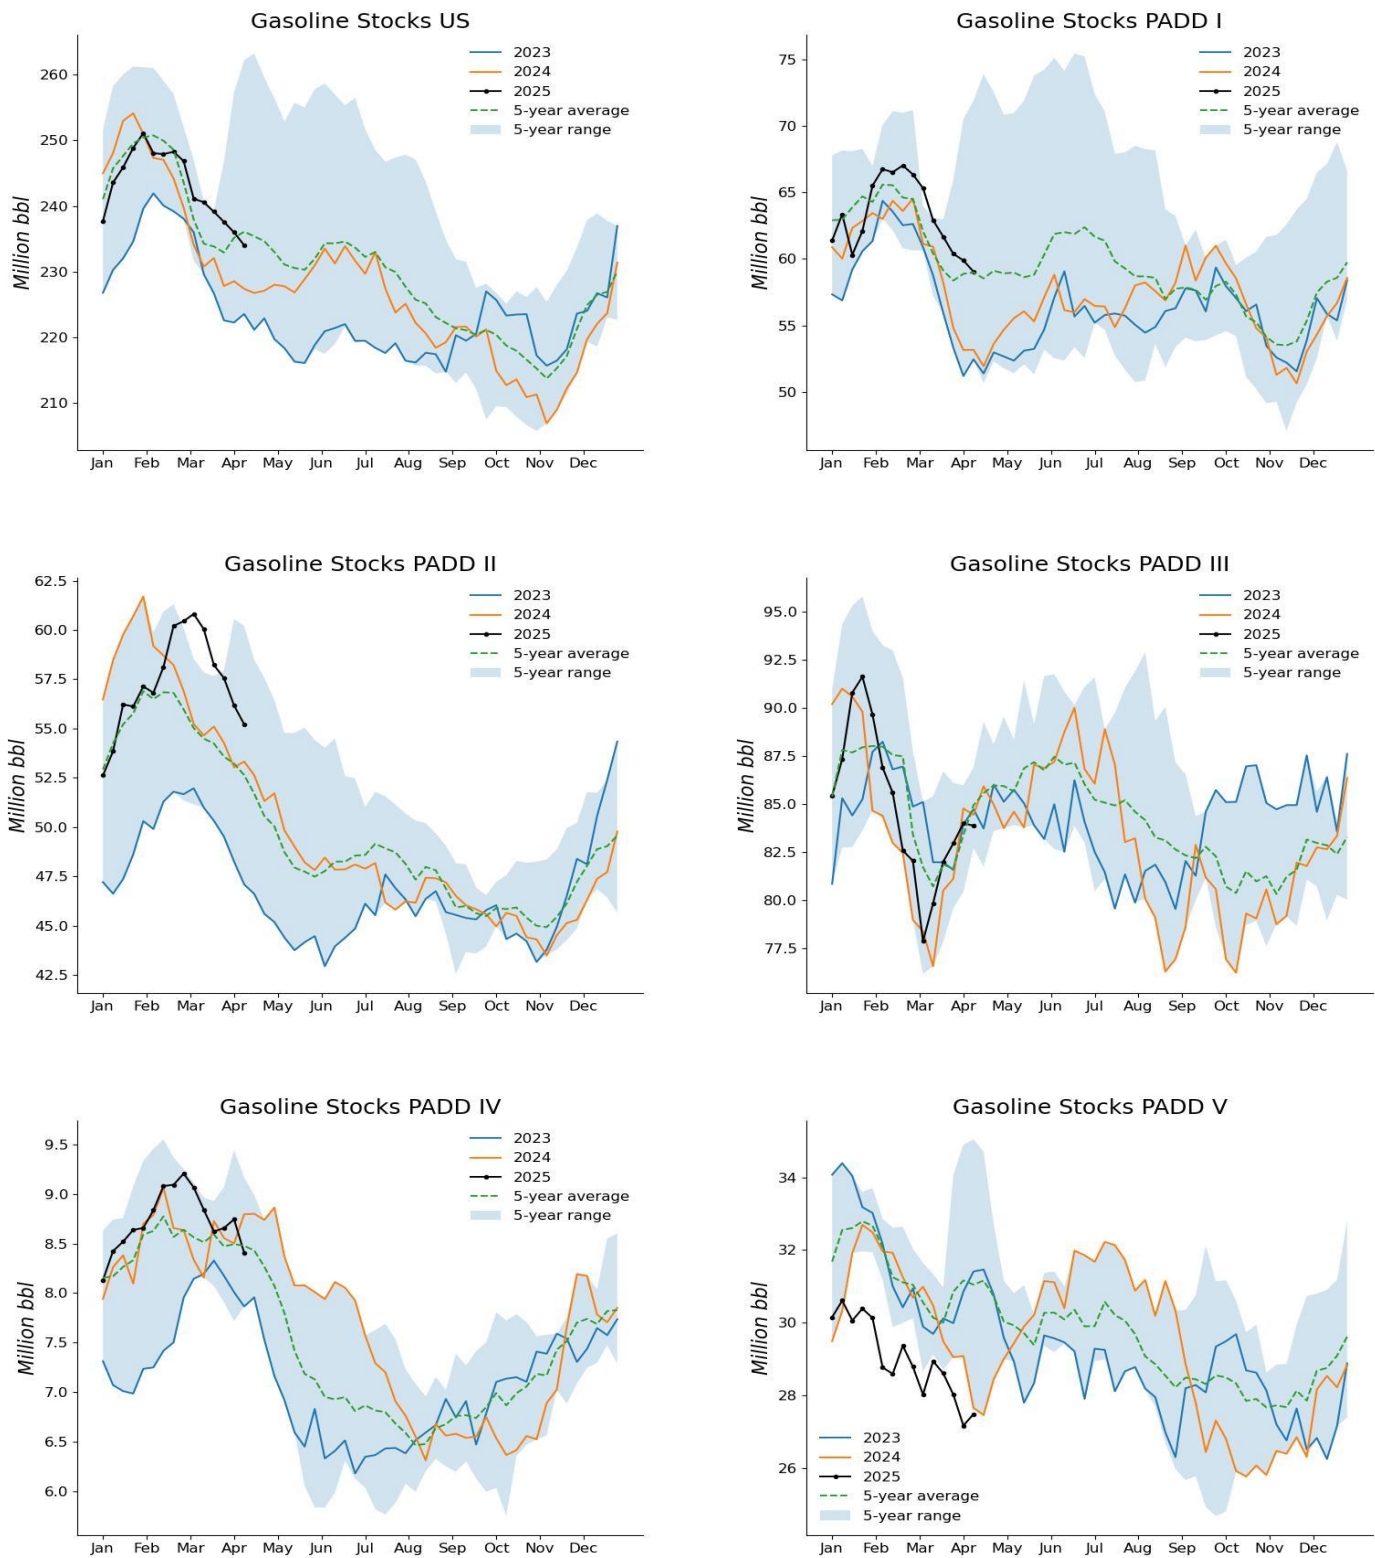 Gasoline Stocks US
Million bbl
260
250
240
230
220
210
Jan Feb Mar Apr May Jun Jul Aug Sep Oct Nov Dec
2023
2024
2025
5-year average
5-year range
Gasoline Stocks PADD I
Million bbl
75
70
65
60
55
50
Jan Feb Mar Apr May Jun Jul Aug Sep Oct Nov Dec
2023
2024
2025
5-year average
5-year range
Gasoline Stocks PADD II
Million bbl
62.5
60.0
57.5
55.0
52.5
50.0
47.5
45.0
42.5
Jan Feb Mar Apr May Jun Jul Aug Sep Oct Nov Dec
2023
2024
2025
5-year average
5-year range
Gasoline Stocks PADD III
Million bbl
95.0
92.5
90.0
87.5
85.0
82.5
80.0
77.5
Jan Feb Mar Apr May Jun Jul Aug Sep Oct Nov Dec
2023
2024
2025
5-year average
5-year range
Gasoline Stocks PADD IV
Million bbl
9.5
9.0
8.5
8.0
7.5
7.0
6.5
6.0
Jan Feb Mar Apr May Jun Jul Aug Sep Oct Nov Dec
2023
2024
2025
5-year average
5-year range
Gasoline Stocks PADD V
Million bbl
34
32
30
28
26
Jan Feb Mar Apr May Jun Jul Aug Sep Oct Nov Dec
2023
2024
2025
5-year average
5-year range